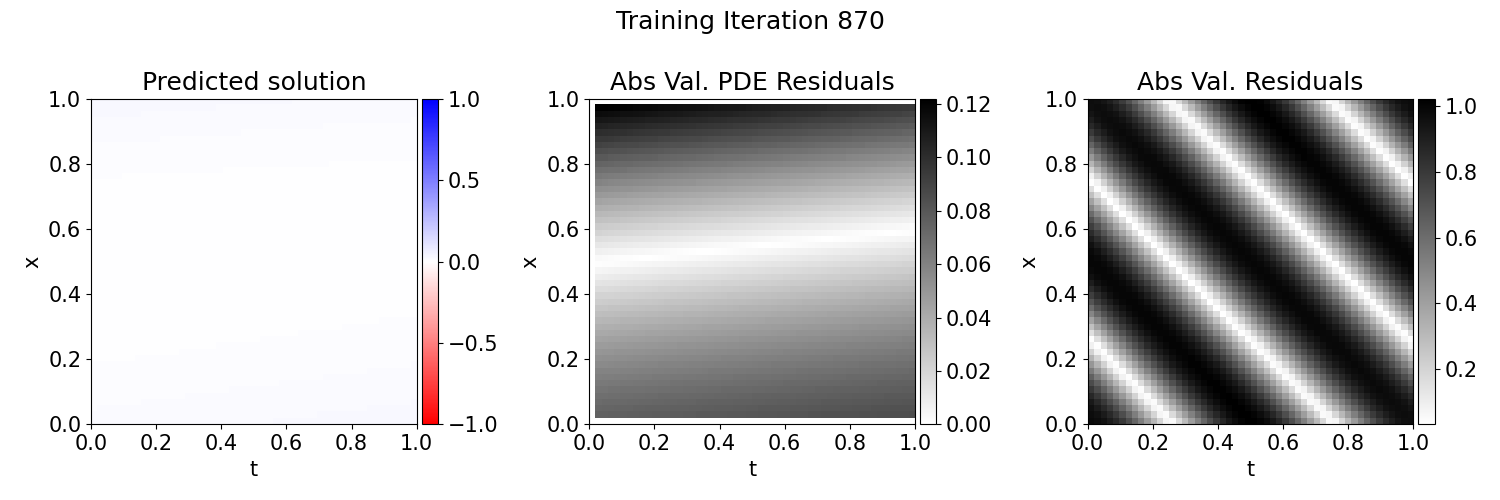 Training Iteration 870
Predicted solution
1.0
0.8
0.6
0.4
0.2
0.0
x
0.0 0.2 0.4 0.6 0.8 1.0
t
1.0
0.5
0.0
−0.5
−1.0
Abs Val. PDE Residuals
1.0
0.8
0.6
0.4
0.2
0.0
x
0.0 0.2 0.4 0.6 0.8 1.0
t
0.12
0.10
0.08
0.06
0.04
0.02
0.00
Abs Val. Residuals
1.0
0.8
0.6
0.4
0.2
0.0
x
0.0 0.2 0.4 0.6 0.8 1.0
t
1.0
0.8
0.6
0.4
0.2